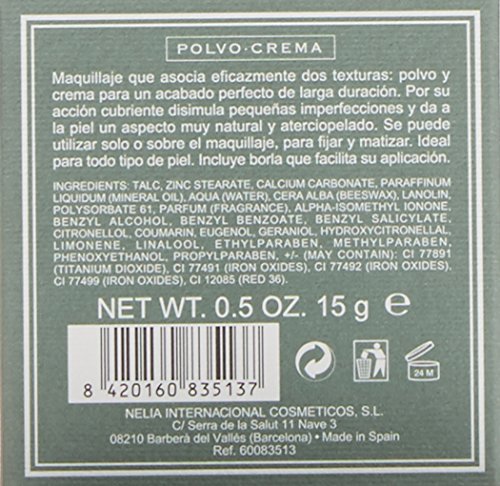 POLVO·CREMA
Maquillaje que asocia eficazmente dos texturas: polvo y
crema para un acabado perfecto de larga duración. Por su
acción cubriente disimula pequeñas imperfecciones y da a
la piel un aspecto muy natural y aterciopelado. Se puede
utilizar solo o sobre el maquillaje, para fijar y matizar. Ideal
para todo tipo de piel. Incluye borla que facilita su aplicación.
INGREDIENTS: TALC, ZINC STEARATE, CALCIUM CARBONATE, PARAFFINUM
LIQUIDUM (MINERAL OIL), AQUA (WATER), CERA ALBA (BEESWAX), LANOLIN,
POLYSORBATE 61, PARFUM (FRAGRANCE), ALPHA-ISOMETHYL IONONE,
BENZYL ALCOHOL, BENZYL BENZOATE, BENZYL SALICYLATE,
CITRONELLOL, COUMARIN, EUGENOL, GERANIOL, HYDROXYCITRONELLAL,
LIMONENE, LINALOOL, ETHYLPARABEN, METHYLPARABEN,
PHENOXYETHANOL, PROPYLPARABEN, +/- (MAY CONTAIN): CI 77891
(TITANIUM DIOXIDE), CI 77491 (IRON OXIDES), CI 77492 (IRON OXIDES),
CI 77499 (IRON OXIDES), CI 12085 (RED 36).
NET WT. 0.5 OZ. 15 g ℮
8 420160 835137
24 M
NELIA INTERNACIONAL COSMETICOS, S.L.
C/ Serra de la Salut 11 Nave 3
08210 Barberà del Vallés (Barcelona) • Made in Spain
Ref. 60083513